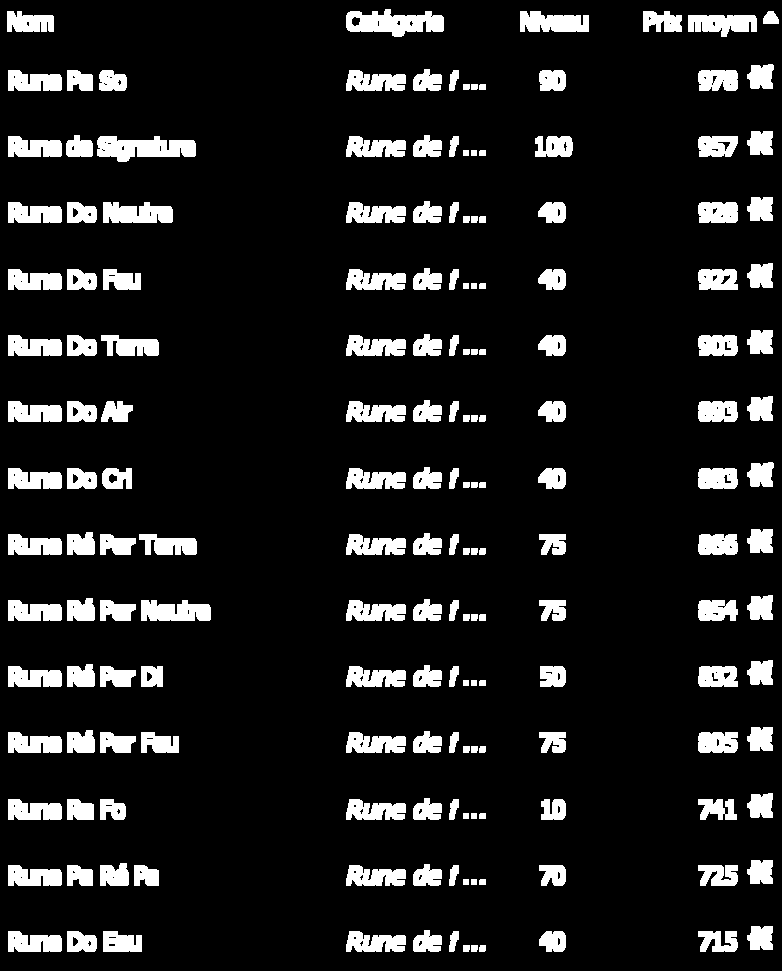 Nom Catégorie Niveau Prix moyen
Rune Pa So Rune de f ... 90 978
Rune de Signature Rune de f ... 100 957
Rune Do Neutre Rune de f ... 40 928
Rune Do Feu Rune de f ... 40 922
Rune Do Terre Rune de f ... 40 903
Rune Do Air Rune de f ... 40 893
Rune Do Cri Rune de f ... 40 883
Rune Ré Per Terre Rune de f ... 75 866
Rune Ré Per Neutre Rune de f ... 75 854
Rune Ré Per Di Rune de f ... 50 832
Rune Ré Per Feu Rune de f ... 75 805
Rune Ra Fo Rune de f ... 10 741
Rune Pa Ré Pa Rune de f ... 70 725
Rune Do Eau Rune de f ... 40 715